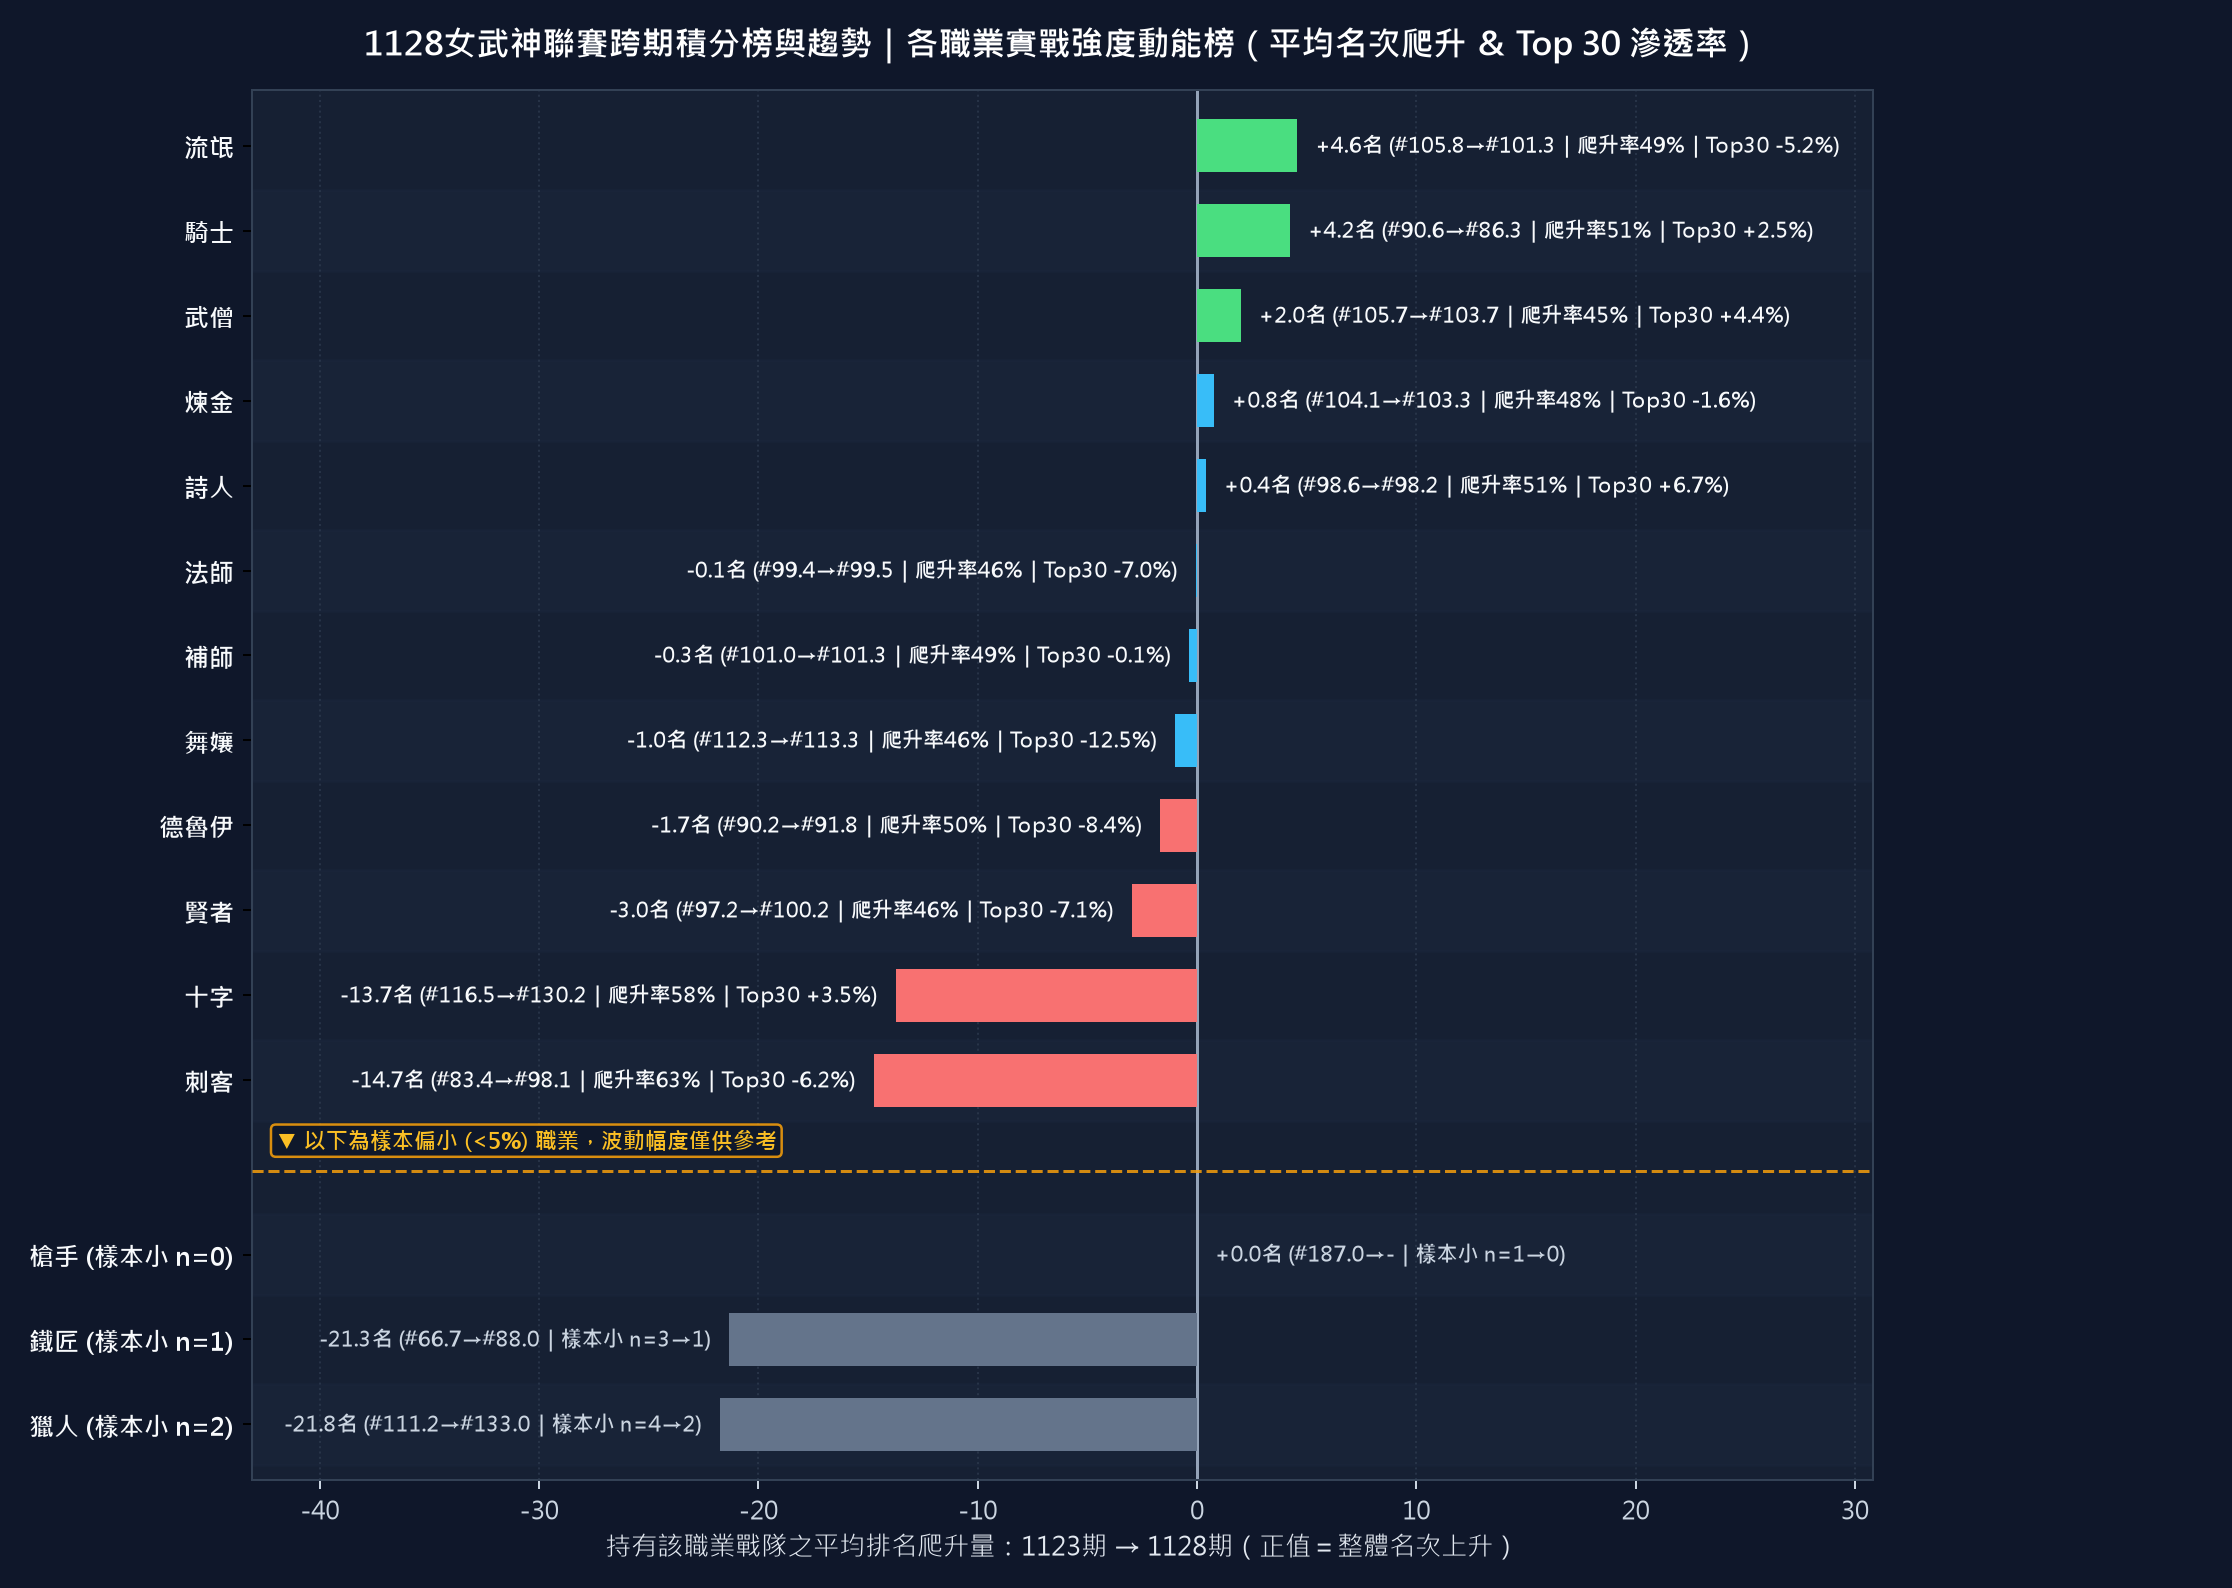 1128女武神聯賽跨期積分榜與趨勢 | 各職業實戰強度動能榜 ( 平均名次爬升 & Top 30 滲透率 )
流氓 +4.6名 (#105.8→#101.3 | 爬升率49% | Top30 -5.2%)
騎士 +4.2名 (#90.6→#86.3 | 爬升率51% | Top30 +2.5%)
武僧 +2.0名 (#105.7→#103.7 | 爬升率45% | Top30 +4.4%)
煉金 +0.8名 (#104.1→#103.3 | 爬升率48% | Top30 -1.6%)
詩人 +0.4名 (#98.6→#98.2 | 爬升率51% | Top30 +6.7%)
法師 -0.1名 (#99.4→#99.5 | 爬升率46% | Top30 -7.0%)
補師 -0.3名 (#101.0→#101.3 | 爬升率49% | Top30 -0.1%)
舞孃 -1.0名 (#112.3→#113.3 | 爬升率46% | Top30 -12.5%)
德魯伊 -1.7名 (#90.2→#91.8 | 爬升率50% | Top30 -8.4%)
賢者 -3.0名 (#97.2→#100.2 | 爬升率46% | Top30 -7.1%)
十字 -13.7名 (#116.5→#130.2 | 爬升率58% | Top30 +3.5%)
刺客 -14.7名 (#83.4→#98.1 | 爬升率63% | Top30 -6.2%)
▼ 以下為樣本偏小 (<5%) 職業，波動幅度僅供參考
槍手 (樣本小 n=0) +0.0名 (#187.0→- | 樣本小 n=1→0)
鐵匠 (樣本小 n=1) -21.3名 (#66.7→#88.0 | 樣本小 n=3→1)
獵人 (樣本小 n=2) -21.8名 (#111.2→#133.0 | 樣本小 n=4→2)
-40 -30 -20 -10 0 10 20 30
持有該職業戰隊之平均排名爬升量：1123期 → 1128期 ( 正值 = 整體名次上升 )